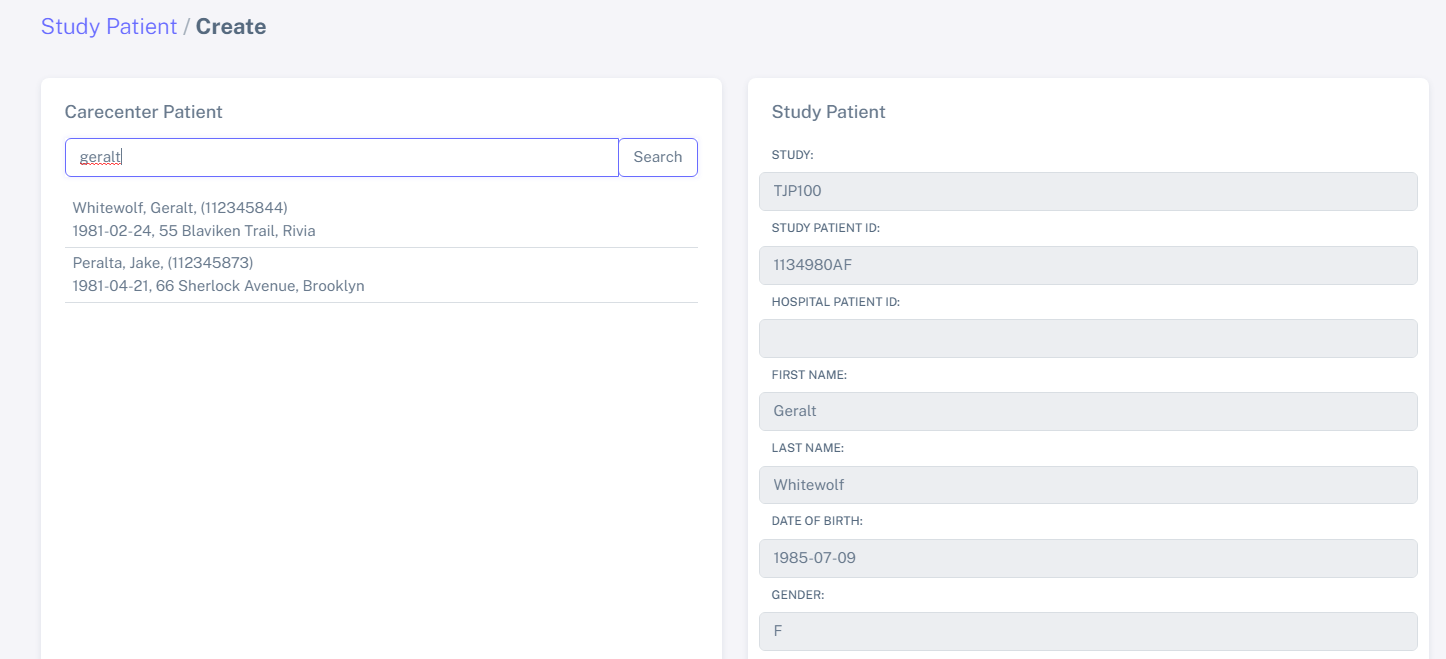 Study Patient / Create
Carecenter Patient
geralt
Search
Whitewolf, Geralt, (112345844)
1981-02-24, 55 Blaviken Trail, Rivia
Peralta, Jake, (112345873)
1981-04-21, 66 Sherlock Avenue, Brooklyn
Study Patient
STUDY:
TJP100
STUDY PATIENT ID:
1134980AF
HOSPITAL PATIENT ID:
FIRST NAME:
Geralt
LAST NAME:
Whitewolf
DATE OF BIRTH:
1985-07-09
GENDER:
F